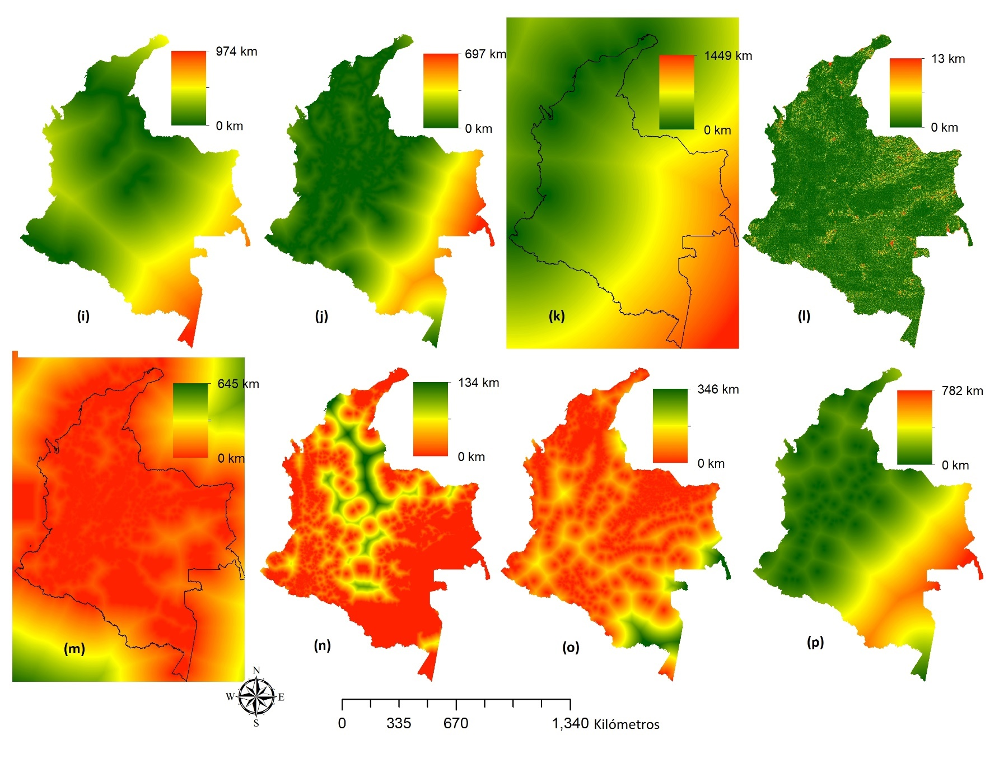 974 km
0 km
(i)
697 km
0 km
(j)
1449 km
0 km
(k)
13 km
0 km
(l)
645 km
0 km
(m)
134 km
0 km
(n)
346 km
0 km
(o)
782 km
0 km
(p)
N
W E
S
0 335 670 1,340 Kilómetros